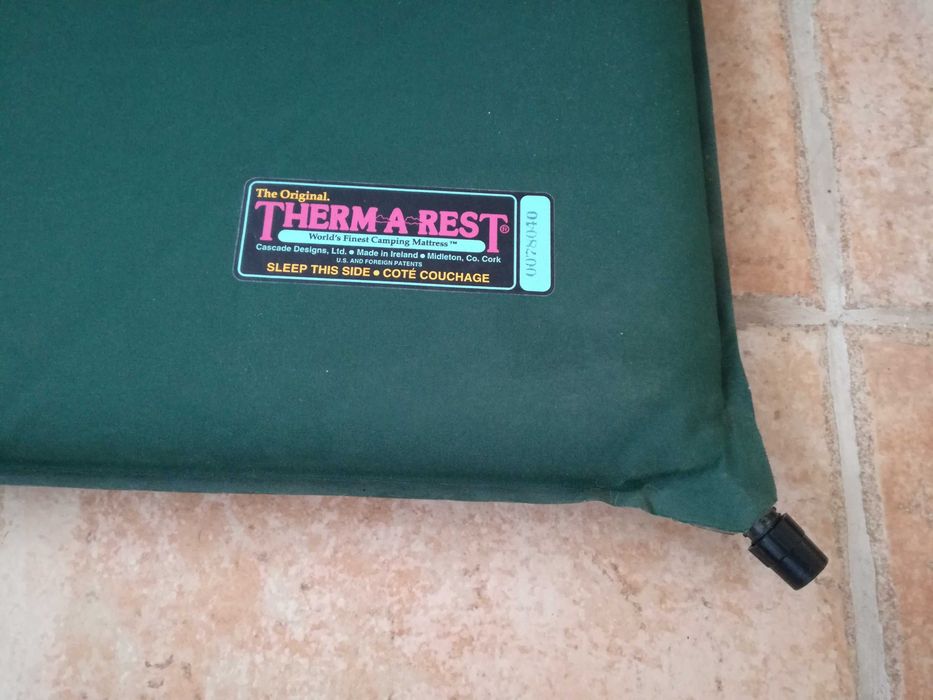 The Original.
THERM-A-REST®
World's Finest Camping Mattress™
Cascade Designs, Ltd. • Made in Ireland • Midleton, Co. Cork
U.S. AND FOREIGN PATENTS
SLEEP THIS SIDE • COTÉ COUCHAGE
0078040